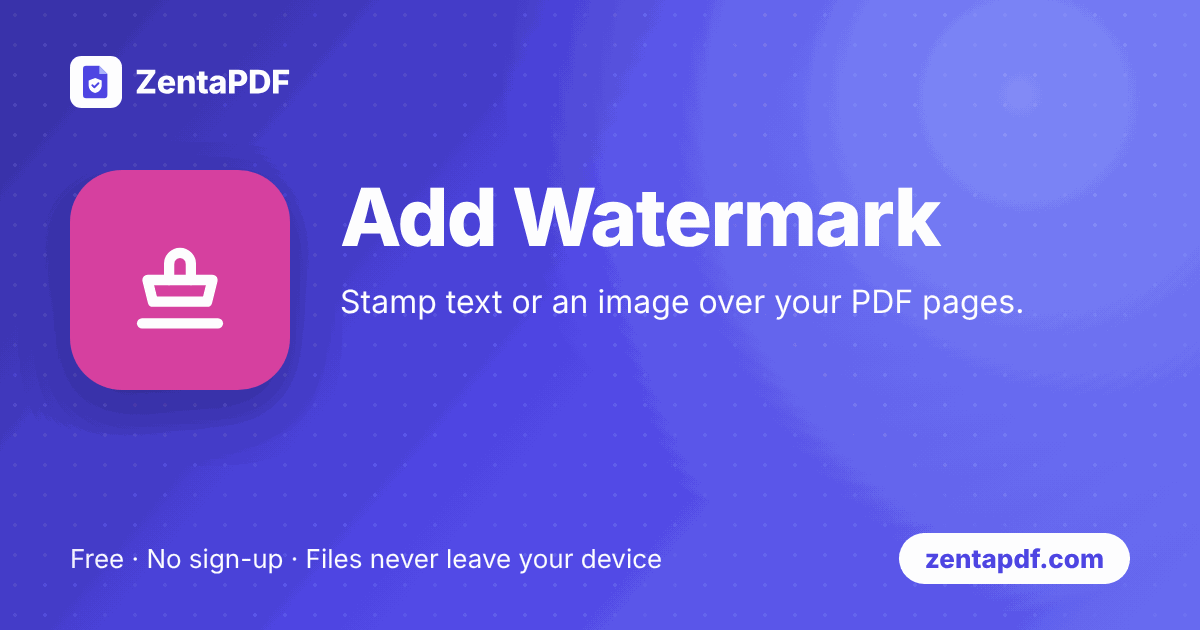 ZentaPDF
Add Watermark
Stamp text or an image over your PDF pages.
Free · No sign-up · Files never leave your device
zentapdf.com